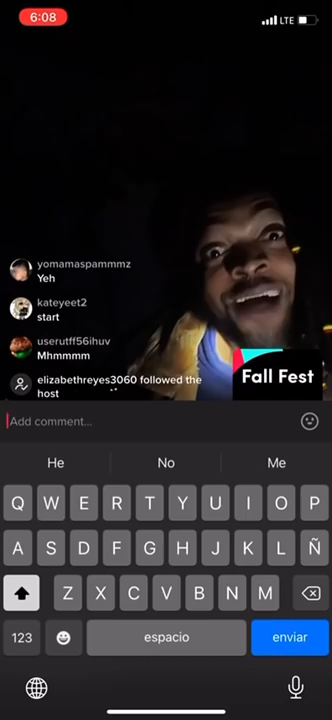 6:08
LTE
yomamaspammmz
Yeh
kateyeet2
start
userutff56ihuv
Mhmmmm
elizabethreyes3060 followed the
host
Fall Fest
Add comment...
He No Me
Q W E R T Y U I O P
A S D F G H J K L Ñ
Z X C V B N M
123 espacio enviar